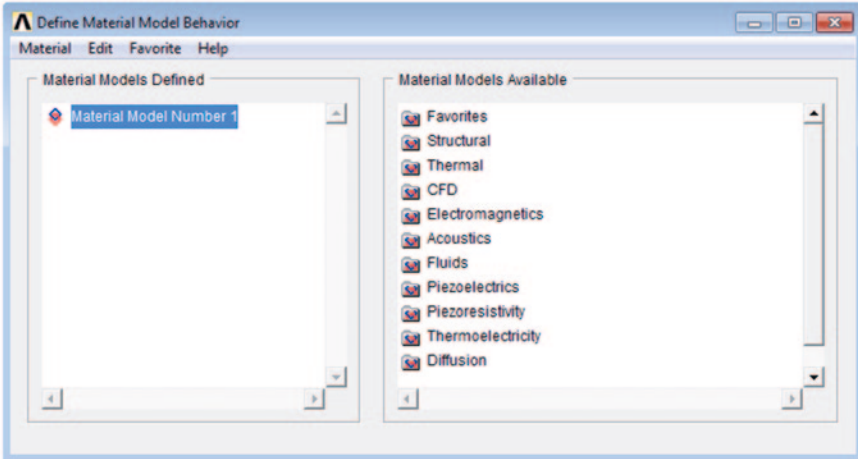 Define Material Model Behavior
Material Edit Favorite Help
Material Models Defined
Material Model Number 1
Material Models Available
Favorites
Structural
Thermal
CFD
Electromagnetics
Acoustics
Fluids
Piezoelectrics
Piezoresistivity
Thermoelectricity
Diffusion